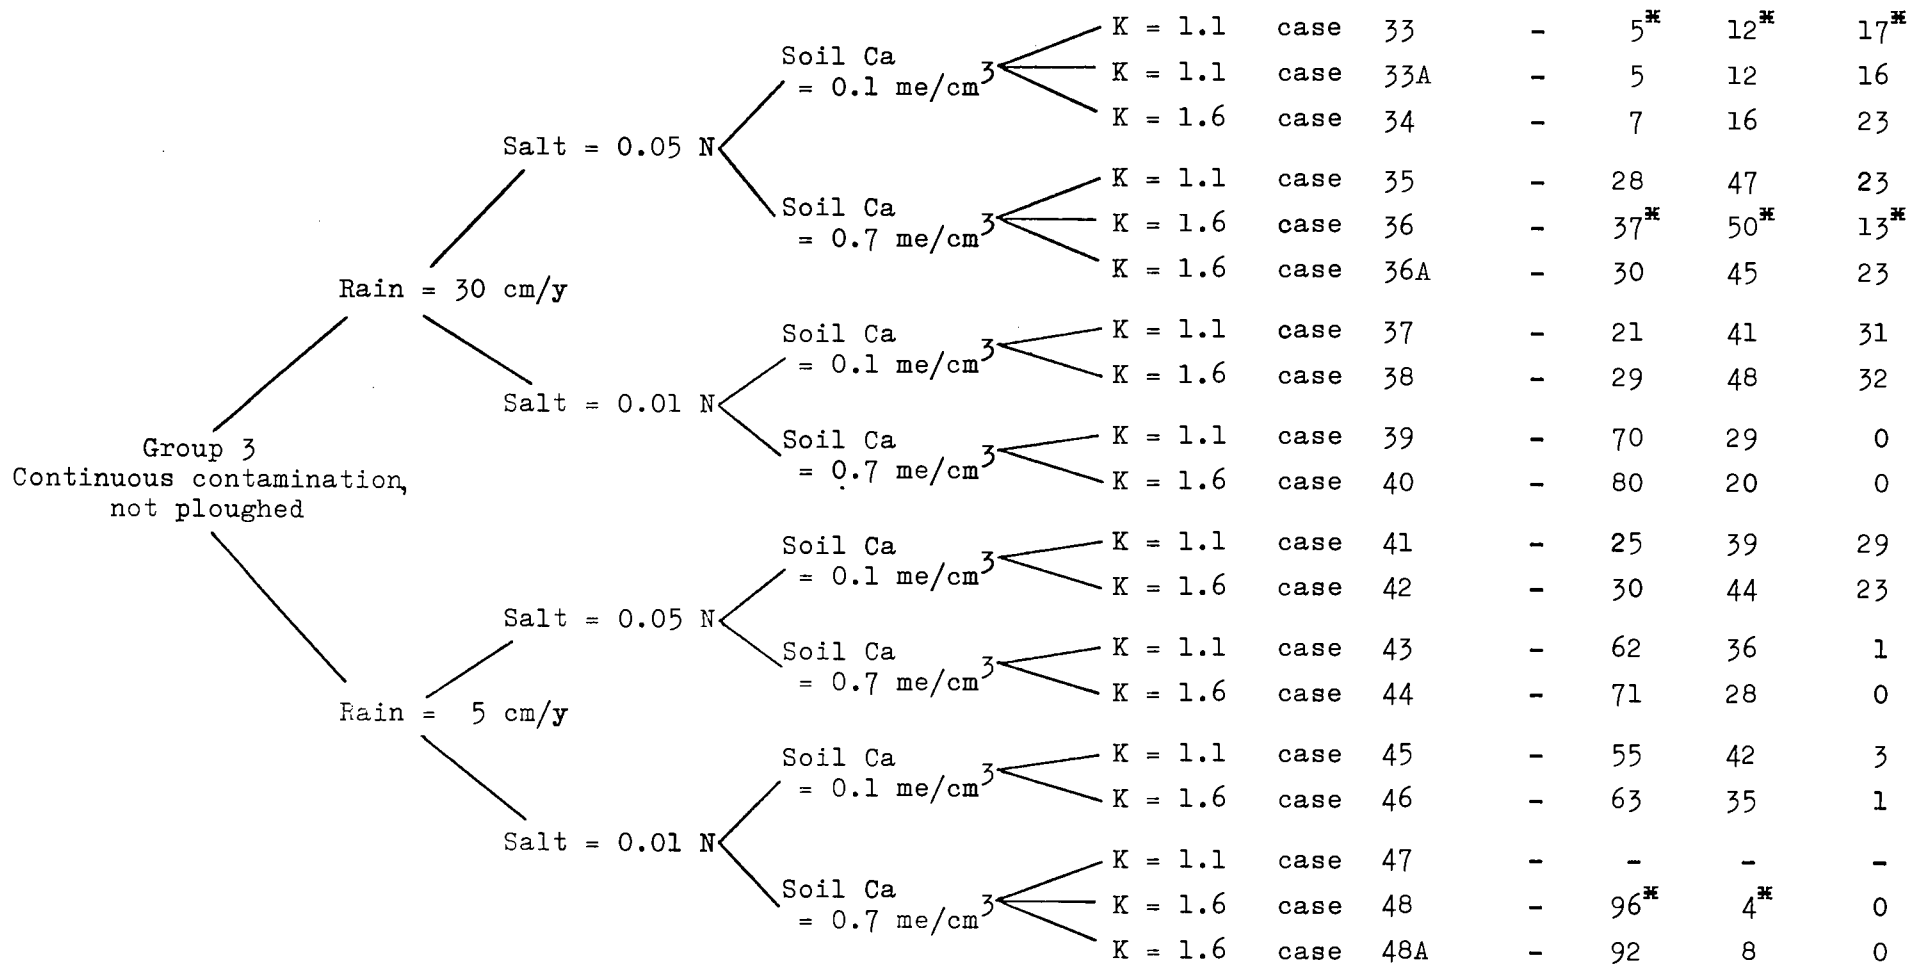 K = 1.1 case 33 - 5* 12* 17*
Soil Ca
= 0.1 me/cm3
K = 1.1 case 33A - 5 12 16
K = 1.6 case 34 - 7 16 23
Salt = 0.05 N
K = 1.1 case 35 - 28 47 23
Soil Ca
= 0.7 me/cm3
K = 1.6 case 36 - 37* 50* 13*
K = 1.6 case 36A - 30 45 23
Rain = 30 cm/y
K = 1.1 case 37 - 21 41 31
Soil Ca
= 0.1 me/cm3
K = 1.6 case 38 - 29 48 32
Salt = 0.01 N
K = 1.1 case 39 - 70 29 0
Soil Ca
= 0.7 me/cm3
K = 1.6 case 40 - 80 20 0
Group 3
Continuous contamination,
not ploughed
K = 1.1 case 41 - 25 39 29
Soil Ca
= 0.1 me/cm3
K = 1.6 case 42 - 30 44 23
Salt = 0.05 N
K = 1.1 case 43 - 62 36 1
Soil Ca
= 0.7 me/cm3
K = 1.6 case 44 - 71 28 0
Rain = 5 cm/y
K = 1.1 case 45 - 55 42 3
Soil Ca
= 0.1 me/cm3
K = 1.6 case 46 - 63 35 1
Salt = 0.01 N
K = 1.1 case 47 - - - -
Soil Ca
= 0.7 me/cm3
K = 1.6 case 48 - 96* 4* 0
K = 1.6 case 48A - 92 8 0